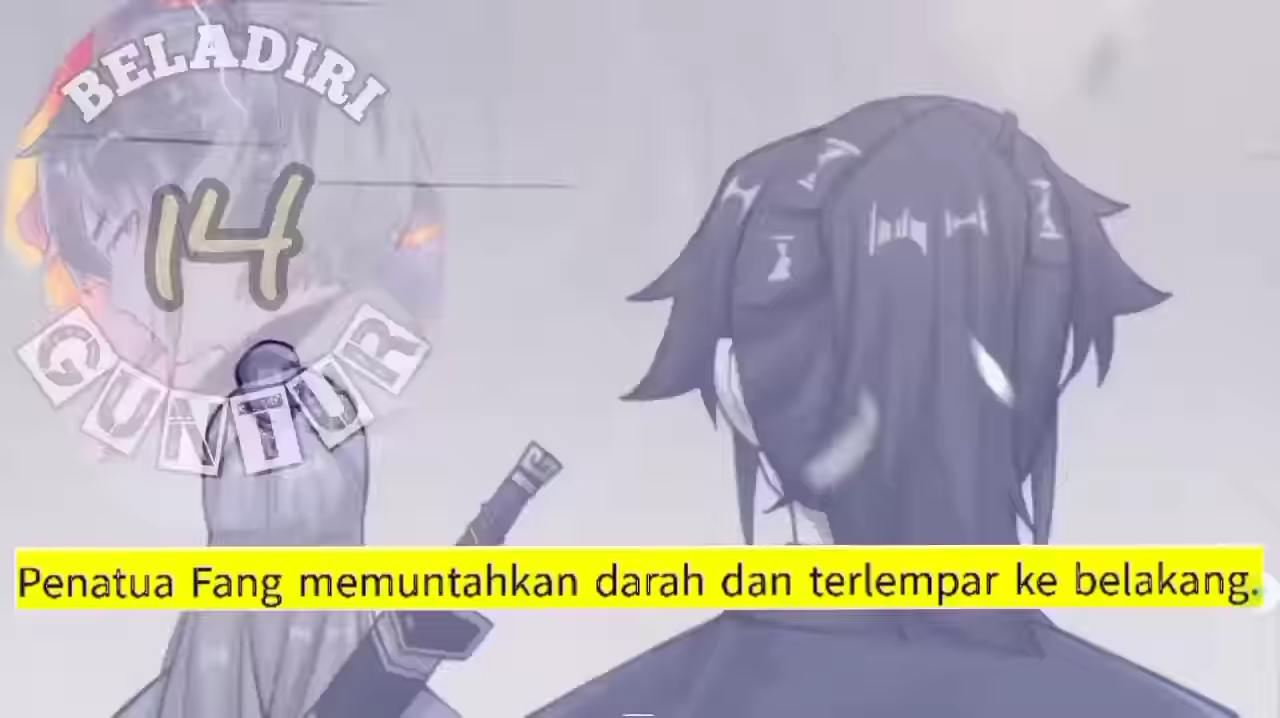 BELADIRI
14
GUNTUR
Penatua Fang memuntahkan darah dan terlempar ke belakang.